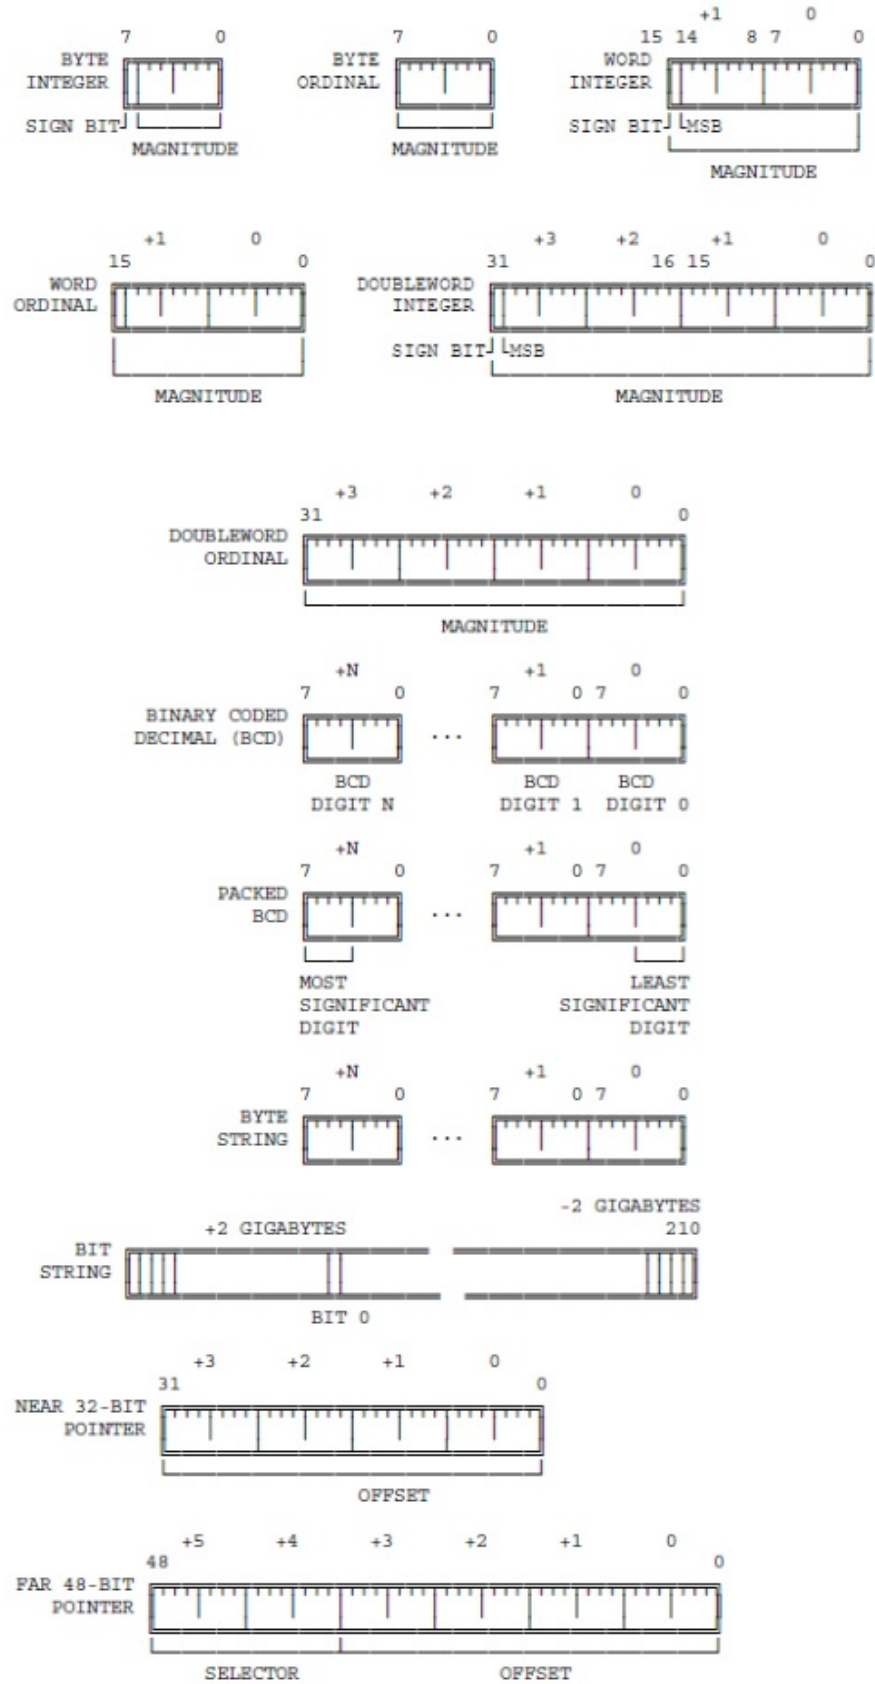 +1 0
7 0 7 0 15 14 8 7 0
BYTE BYTE WORD
INTEGER ORDINAL INTEGER
SIGN BIT SIGN BIT MSB
MAGNITUDE MAGNITUDE
MAGNITUDE
+1 0 +3 +2 +1 0
15 0 31 16 15 0
WORD DOUBLEWORD
ORDINAL INTEGER
SIGN BIT MSB
MAGNITUDE MAGNITUDE
+3 +2 +1 0
31 0
DOUBLEWORD
ORDINAL
MAGNITUDE
+N +1 0
7 0 7 0 7 0
BINARY CODED
DECIMAL (BCD) ...
BCD BCD BCD
DIGIT N DIGIT 1 DIGIT 0
+N +1 0
7 0 7 0 7 0
PACKED
BCD ...
MOST LEAST
SIGNIFICANT SIGNIFICANT
DIGIT DIGIT
+N +1 0
7 0 7 0 7 0
BYTE
STRING ...
-2 GIGABYTES
+2 GIGABYTES 210
BIT
STRING
BIT 0
+3 +2 +1 0
31 0
NEAR 32-BIT
POINTER
OFFSET
+5 +4 +3 +2 +1 0
48 0
FAR 48-BIT
POINTER
SELECTOR OFFSET